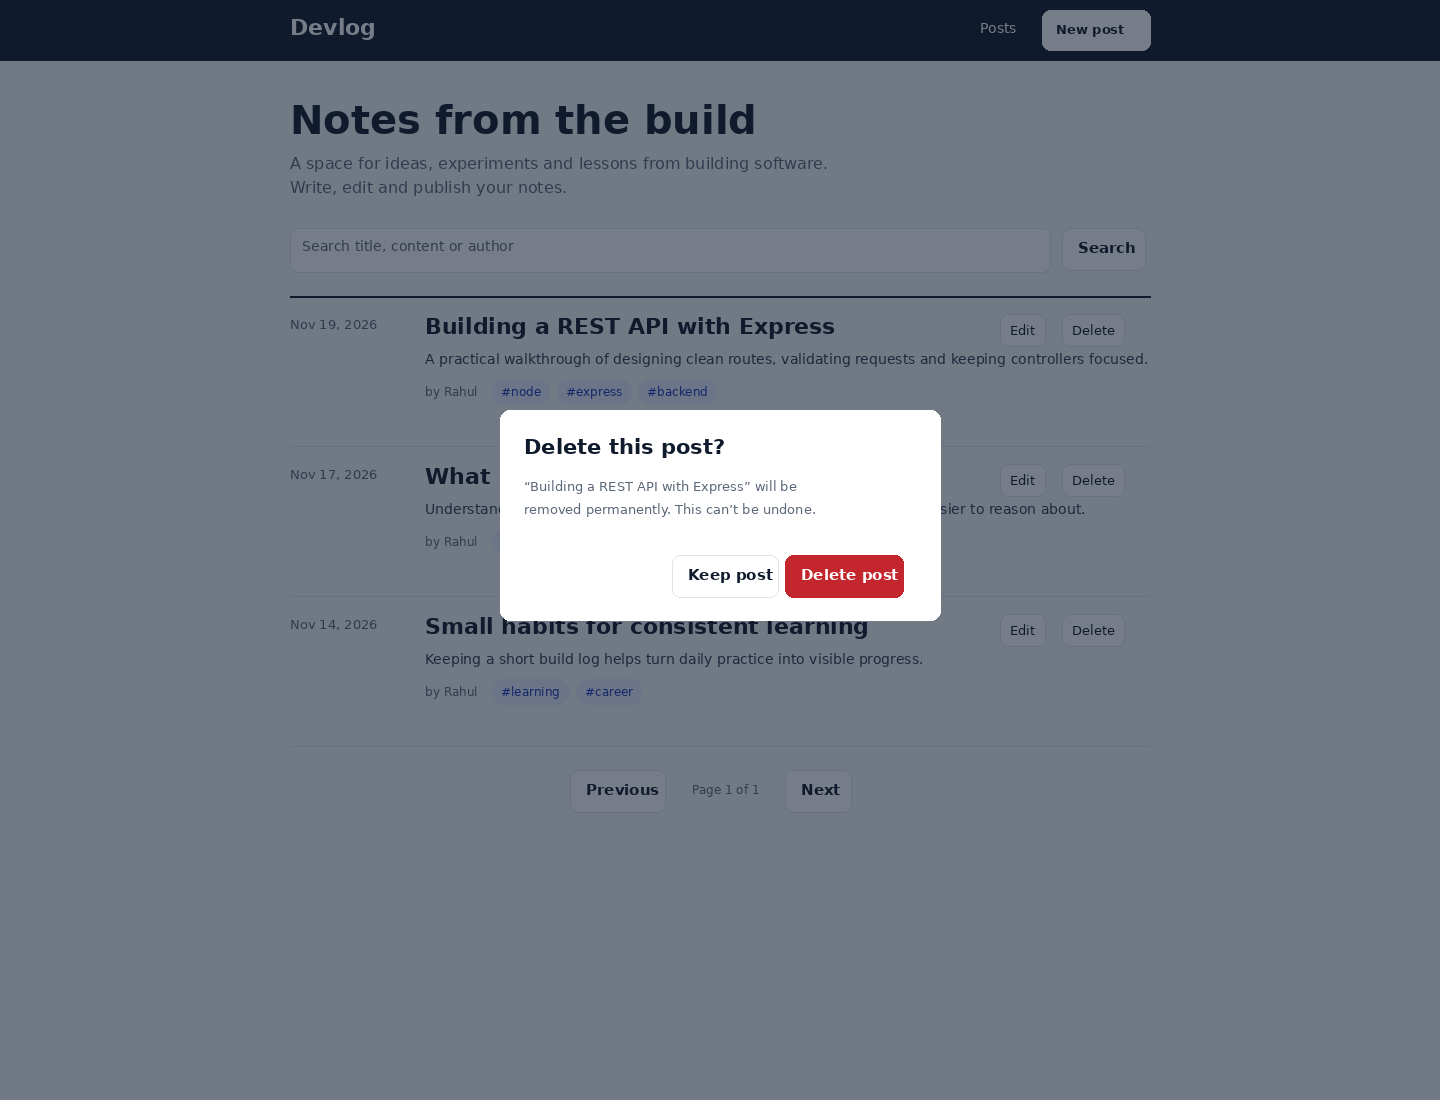 Devlog
Posts
New post
Notes from the build
A space for ideas, experiments and lessons from building software.
Write, edit and publish your notes.
Search title, content or author
Search
Nov 19, 2026
Building a REST API with Express
Edit
Delete
A practical walkthrough of designing clean routes, validating requests and keeping controllers focused.
by Rahul
#node
#express
#backend
Delete this post?
“Building a REST API with Express” will be
removed permanently. This can’t be undone.
Keep post
Delete post
Nov 17, 2026
What
Edit
Delete
to reason about.
by Rahul
Nov 14, 2026
Small habits for consistent learning
Edit
Delete
Keeping a short build log helps turn daily practice into visible progress.
by Rahul
#learning
#career
Previous
Page 1 of 1
Next